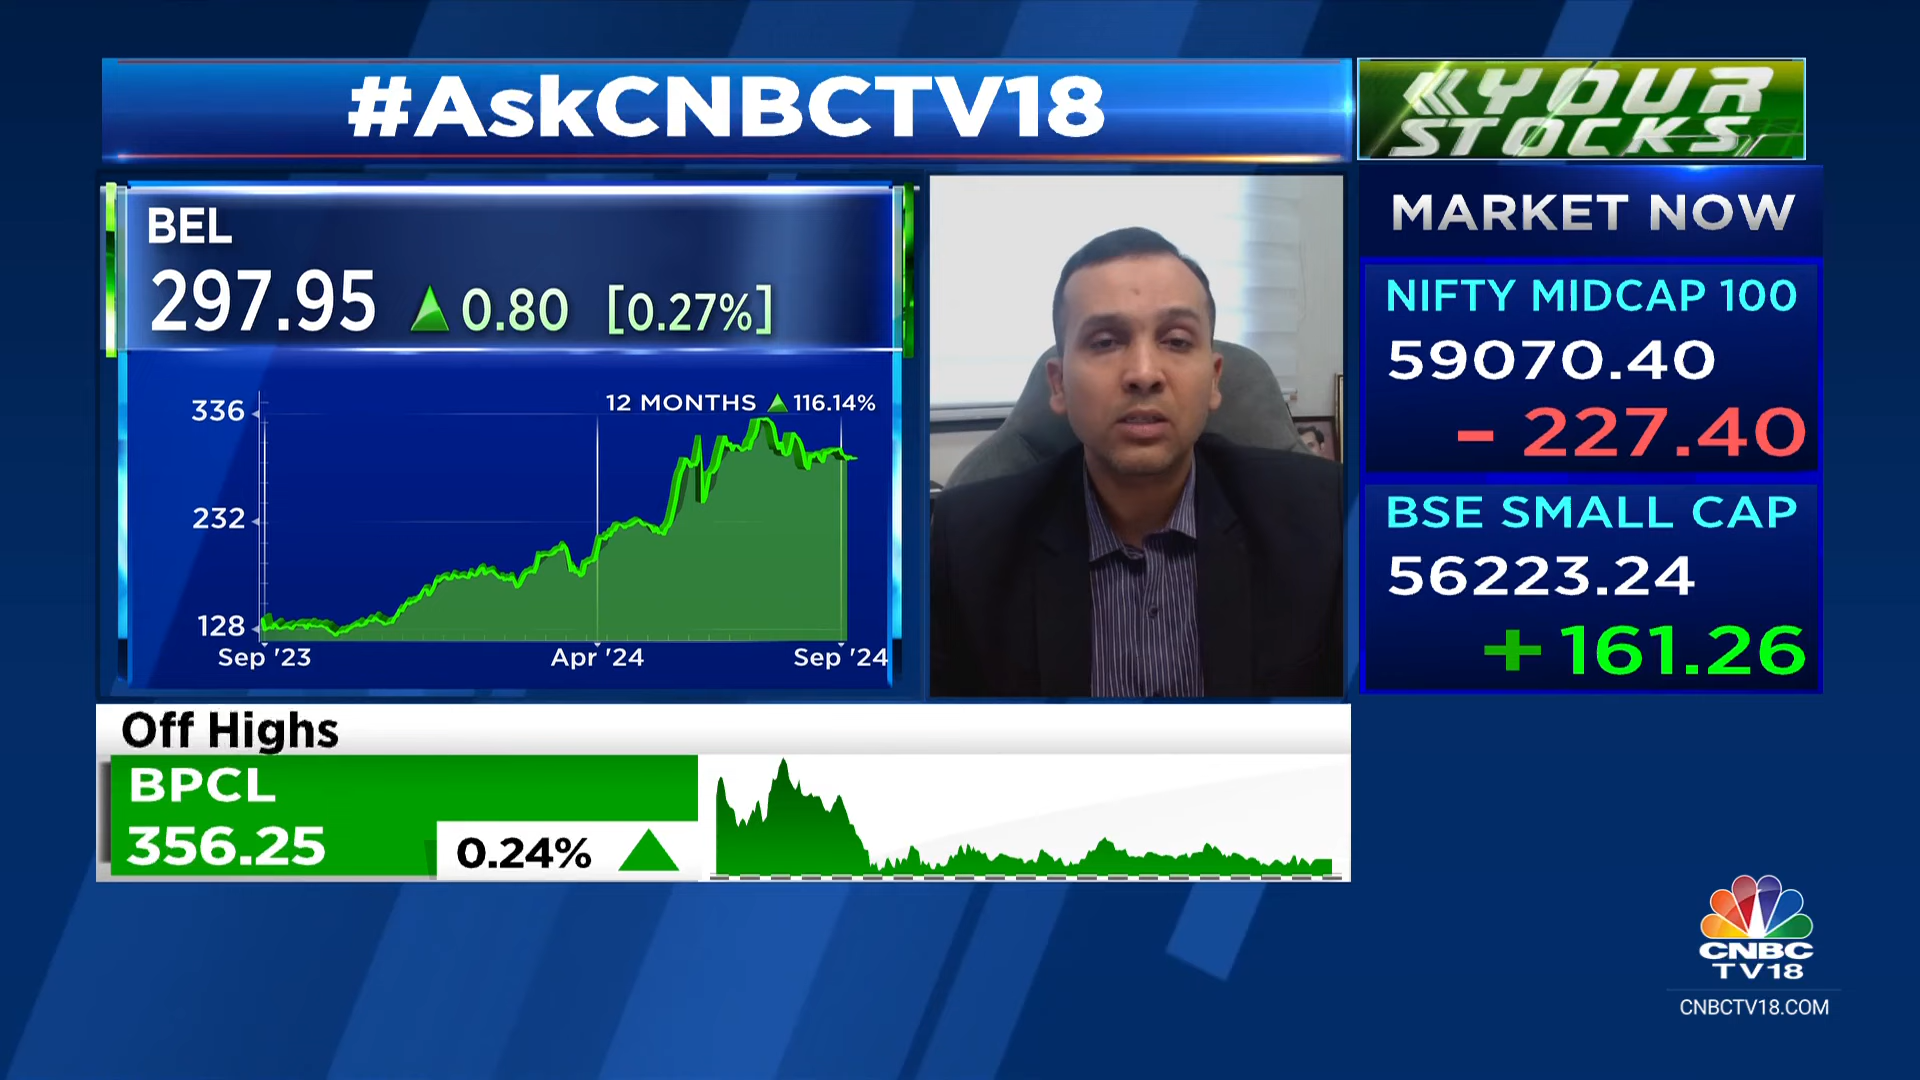 #AskCNBCTV18
YOUR
STOCKS
BEL
297.95 ▲ 0.80 [0.27%]
12 MONTHS ▲ 116.14%
336
232
128
Sep '23 Apr '24 Sep '24
MARKET NOW
NIFTY MIDCAP 100
59070.40
- 227.40
BSE SMALL CAP
56223.24
+ 161.26
Off Highs
BPCL
356.25
0.24% ▲
CNBC
TV18
CNBCTV18.COM